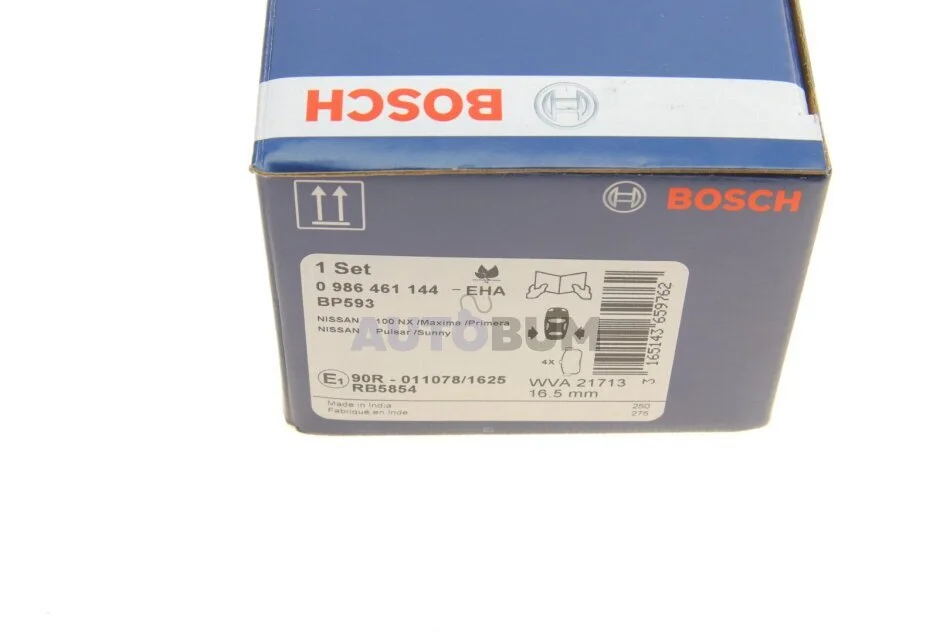 BOSCH
BOSCH
1 Set
0 986 461 144 - EHA
BP593
NISSAN 100 NX /Maxima /Primera
NISSAN Pulsar /Sunny
AUTOBUM
4X
E1 90R - 011078/1625
RB5854
WVA 21713
16.5 mm
Made in India
Fabriqué en Inde
250
275
3 165143 659762